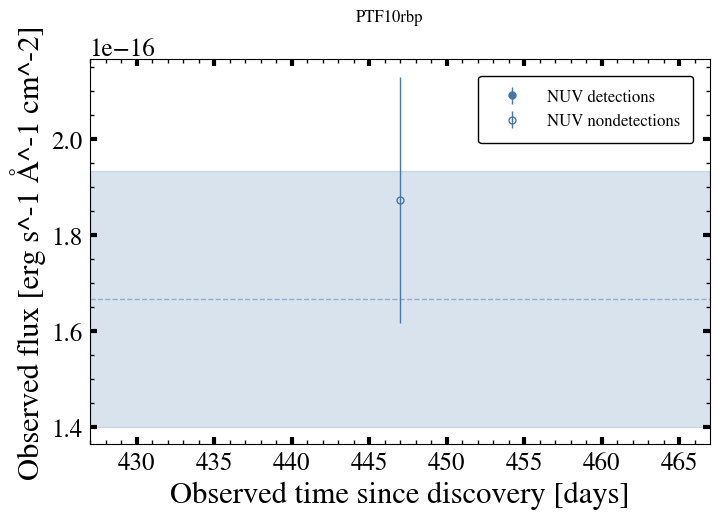 PTF10rbp
1e−16
NUV detections
NUV nondetections
2.0
1.8
1.6
1.4
Observed flux [erg s^-1 Å^-1 cm^-2]
430 435 440 445 450 455 460 465
Observed time since discovery [days]